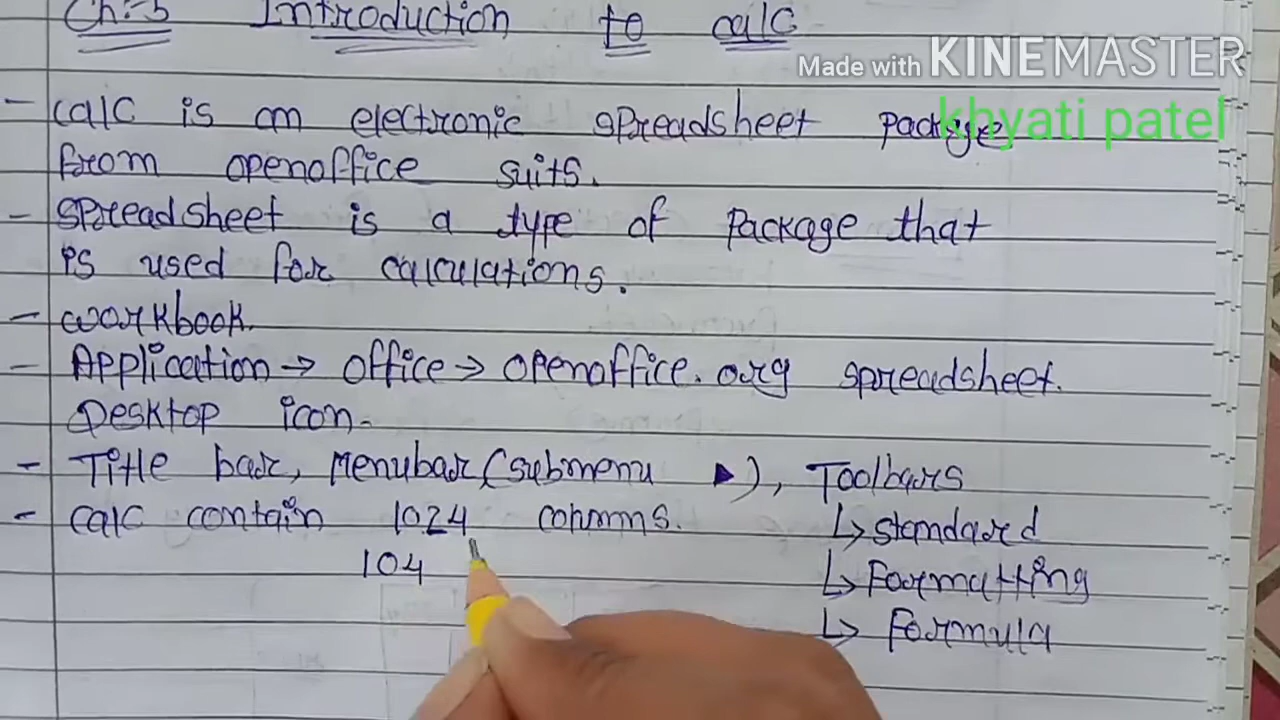 Ch:-5 Introduction to calc
Made with KINEMASTER
khyati patel
- calc is an electronic spreadsheet package
from openoffice suits.
- spreadsheet is a type of package that
is used for calculations.
- workbook.
- Application → office → openoffice.org spreadsheet.
Desktop icon.
- Title bar, Menubar (submenu ▶), Toolbars
↳ standard
↳ Formatting
↳ Formula
- calc contain 1024 colunms.
104